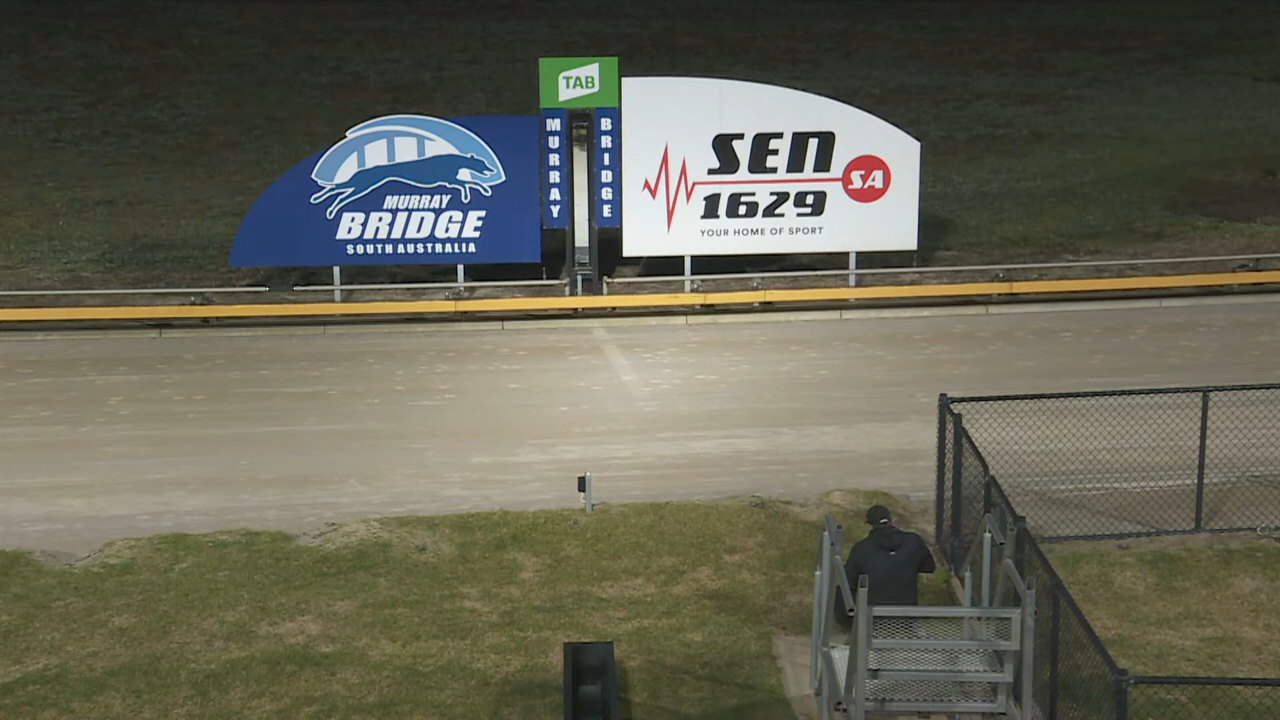 TAB
MURRAY
BRIDGE
MURRAY
BRIDGE
SOUTH AUSTRALIA
SEN
SA
1629
YOUR HOME OF SPORT